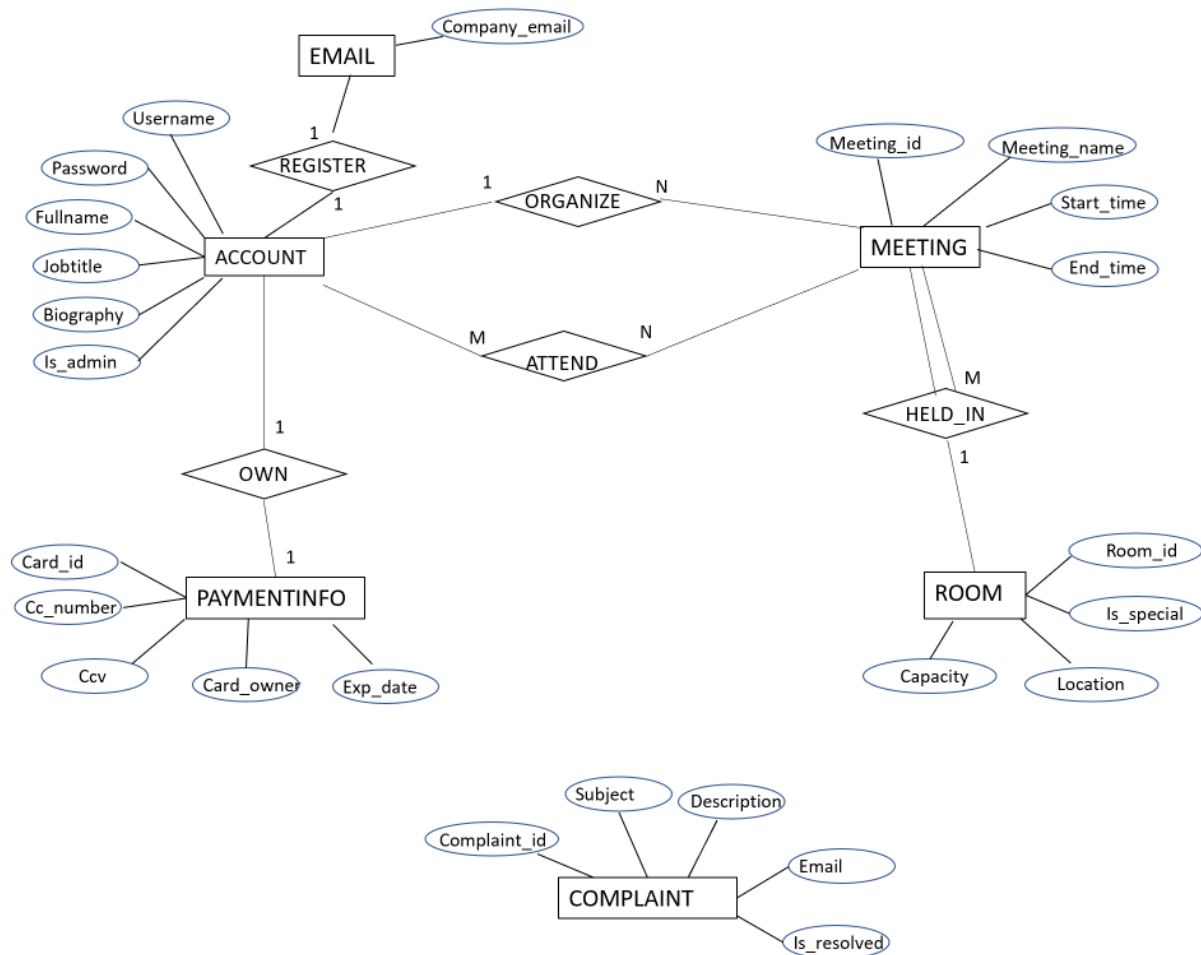 Company_email
EMAIL
Username
1
REGISTER
1
Password
Fullname
Jobtitle
Biography
Is_admin
ACCOUNT
1
ORGANIZE
N
M
ATTEND
N
Meeting_id
Meeting_name
Start_time
End_time
MEETING
M
HELD_IN
1
1
OWN
1
Card_id
Cc_number
Ccv
Card_owner
Exp_date
PAYMENTINFO
ROOM
Room_id
Is_special
Capacity
Location
Subject
Description
Complaint_id
Email
COMPLAINT
Is_resolved